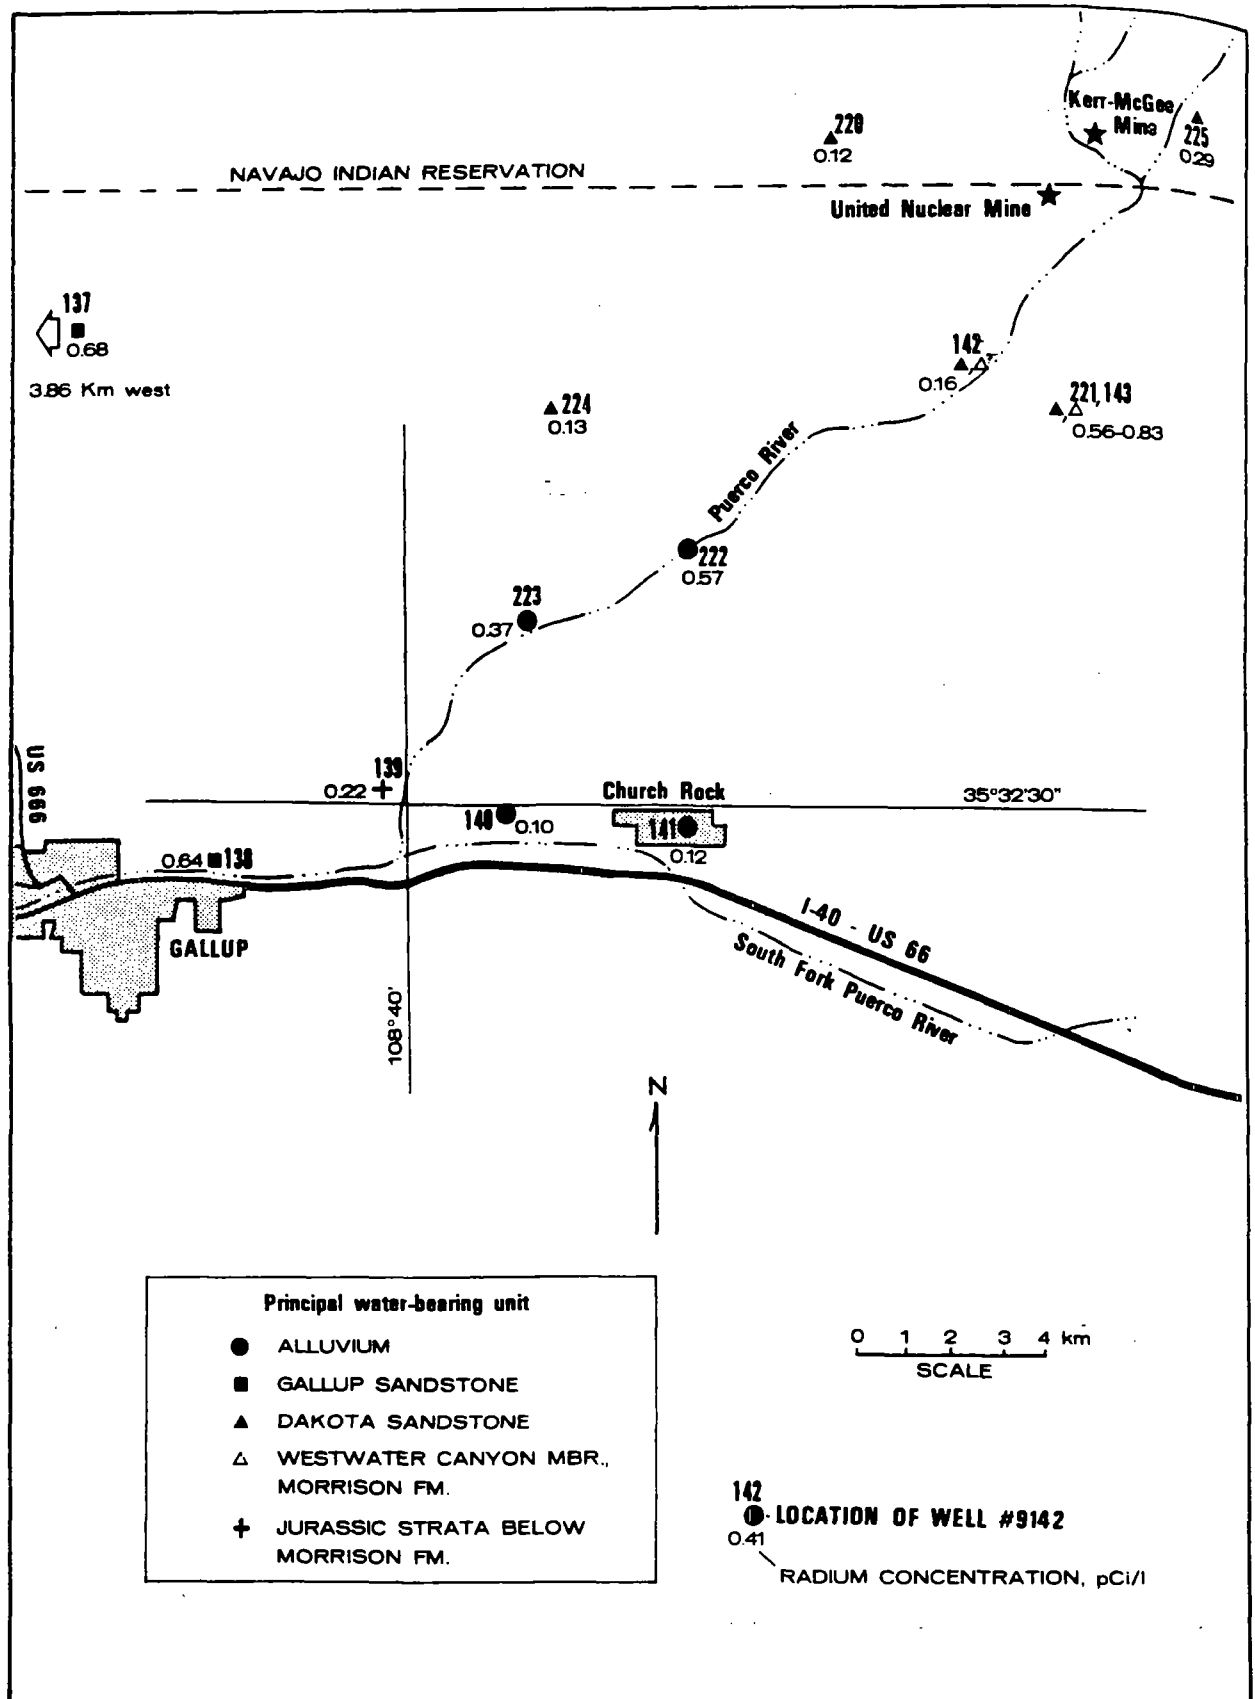 Kerr-McGee
Mine
220
0.12
225
0.29
NAVAJO INDIAN RESERVATION
United Nuclear Mine
137
0.68
3.86 Km west
142
0.16
224
0.13
221,143
0.56-0.83
Puerco River
222
0.57
223
0.37
US 666
139
0.22
Church Rock
35°32'30"
140
0.10
141
0.12
0.64
138
GALLUP
I-40 - US 66
South Fork Puerco River
108°40'
N
Principal water-bearing unit
ALLUVIUM
GALLUP SANDSTONE
DAKOTA SANDSTONE
WESTWATER CANYON MBR.,
MORRISON FM.
JURASSIC STRATA BELOW
MORRISON FM.
0 1 2 3 4 km
SCALE
142
LOCATION OF WELL #9142
0.41
RADIUM CONCENTRATION, pCi/l